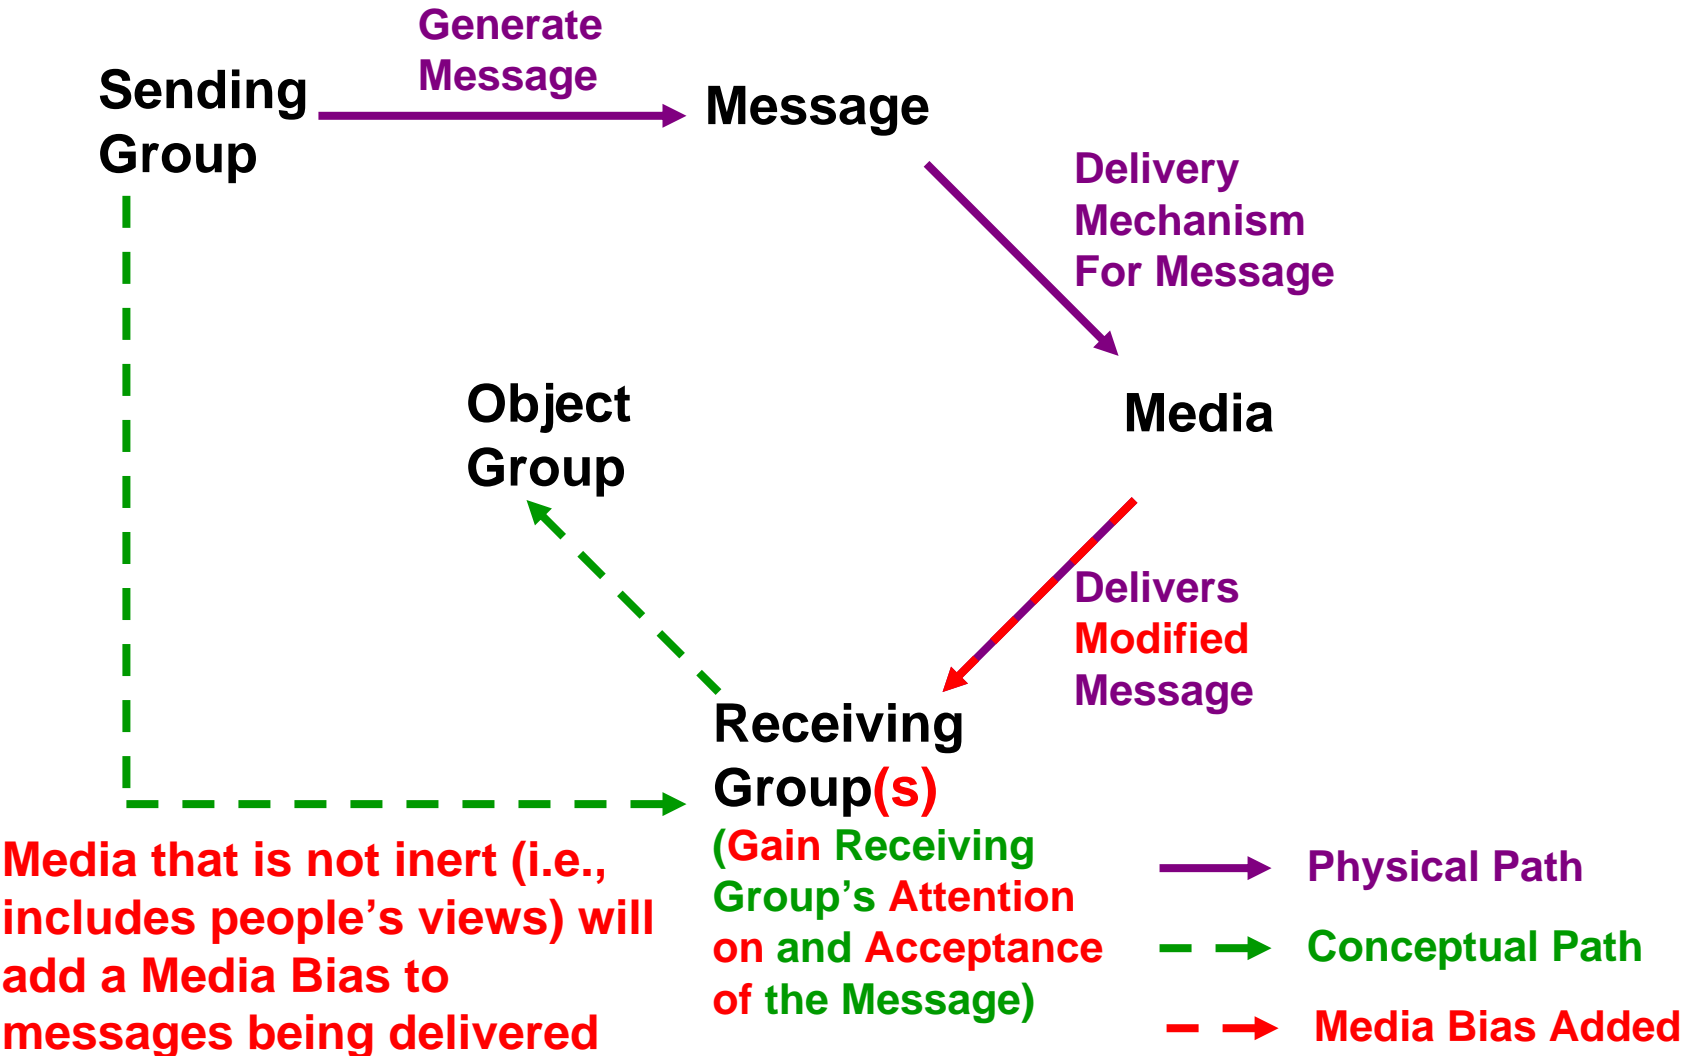 Generate
Message
Sending
Group
Message
Delivery
Mechanism
For Message
Object
Group
Media
Delivers
Modified
Message
Receiving
Group(s)
(Gain Receiving
Group’s Attention
on and Acceptance
of the Message)
Media that is not inert (i.e.,
includes people’s views) will
add a Media Bias to
messages being delivered
Physical Path
Conceptual Path
Media Bias Added